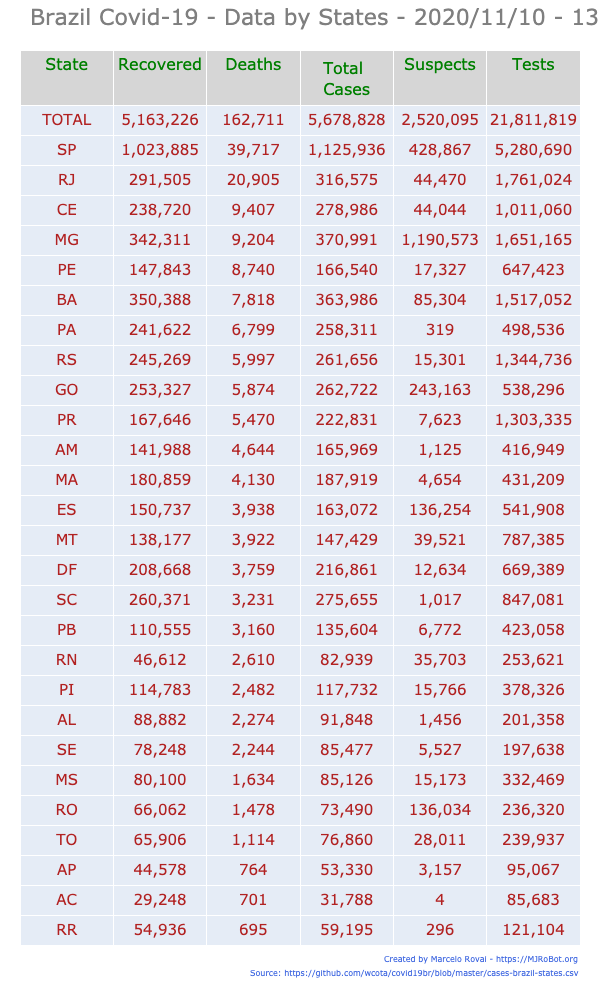 Brazil Covid-19 - Data by States - 2020/11/10 - 13
State Recovered Deaths Total Cases Suspects Tests
TOTAL 5,163,226 162,711 5,678,828 2,520,095 21,811,819
SP 1,023,885 39,717 1,125,936 428,867 5,280,690
RJ 291,505 20,905 316,575 44,470 1,761,024
CE 238,720 9,407 278,986 44,044 1,011,060
MG 342,311 9,204 370,991 1,190,573 1,651,165
PE 147,843 8,740 166,540 17,327 647,423
BA 350,388 7,818 363,986 85,304 1,517,052
PA 241,622 6,799 258,311 319 498,536
RS 245,269 5,997 261,656 15,301 1,344,736
GO 253,327 5,874 262,722 243,163 538,296
PR 167,646 5,470 222,831 7,623 1,303,335
AM 141,988 4,644 165,969 1,125 416,949
MA 180,859 4,130 187,919 4,654 431,209
ES 150,737 3,938 163,072 136,254 541,908
MT 138,177 3,922 147,429 39,521 787,385
DF 208,668 3,759 216,861 12,634 669,389
SC 260,371 3,231 275,655 1,017 847,081
PB 110,555 3,160 135,604 6,772 423,058
RN 46,612 2,610 82,939 35,703 253,621
PI 114,783 2,482 117,732 15,766 378,326
AL 88,882 2,274 91,848 1,456 201,358
SE 78,248 2,244 85,477 5,527 197,638
MS 80,100 1,634 85,126 15,173 332,469
RO 66,062 1,478 73,490 136,034 236,320
TO 65,906 1,114 76,860 28,011 239,937
AP 44,578 764 53,330 3,157 95,067
AC 29,248 701 31,788 4 85,683
RR 54,936 695 59,195 296 121,104
Created by Marcelo Rovai - https://MJRoBot.org
Source: https://github.com/wcota/covid19br/blob/master/cases-brazil-states.csv